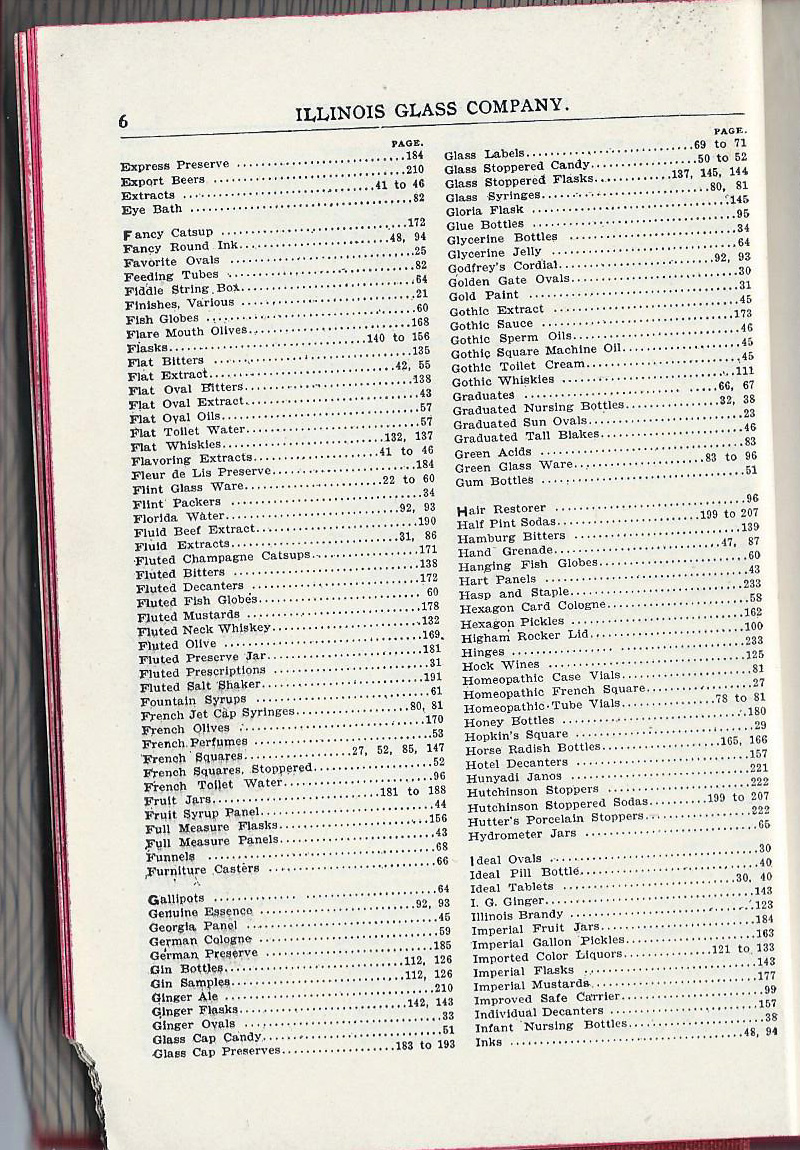 6
ILLINOIS GLASS COMPANY.
PAGE.
Express Preserve ....................184
Export Beers ....................210
Extracts ....................41 to 46
Eye Bath ....................82
Fancy Catsup ....................172
Fancy Round Ink....................48, 94
Favorite Ovals ....................25
Feeding Tubes ....................82
Fiddle String Box....................64
Finishes, Various ....................21
Fish Globes ....................60
Flare Mouth Olives....................168
Flasks....................140 to 156
Flat Bitters ....................135
Flat Extract....................42, 55
Flat Oval Bitters....................138
Flat Oval Extract....................43
Flat Oval Oils....................57
Flat Toilet Water....................57
Flat Whiskies....................132, 137
Flavoring Extracts....................41 to 46
Fleur de Lis Preserve....................184
Flint Glass Ware....................22 to 60
Flint Packers ....................34
Florida Water....................92, 93
Fluid Beef Extract....................190
Fluid Extracts....................31, 86
Fluted Champagne Catsups....................171
Fluted Bitters ....................138
Fluted Decanters ....................172
Fluted Fish Globes.................... 60
Fluted Mustards ....................178
Fluted Neck Whiskey....................132
Fluted Olive ....................169
Fluted Preserve Jar....................181
Fluted Prescriptions ....................31
Fluted Salt Shaker....................191
Fountain Syrups ....................61
French Jet Cap Syringes....................80, 81
French Olives ....................170
French Perfumes ....................53
French Squares....................27, 52, 85, 147
French Squares, Stoppered....................52
French Toilet Water....................96
Fruit Jars....................181 to 188
Fruit Syrup Panel....................44
Full Measure Flasks....................156
Full Measure Panels....................43
Funnels ....................68
Furniture Casters ....................66
Gallipots ....................64
Genuine Essence ....................92, 93
Georgia Panel ....................45
German Cologne ....................59
German Preserve ....................185
Gin Bottles....................112, 126
Gin Samples....................112, 126
Ginger Ale ....................210
Ginger Flasks....................142, 143
Ginger Ovals ....................33
Glass Cap Candy....................51
Glass Cap Preserves....................183 to 193
PAGE.
Glass Labels....................69 to 71
Glass Stoppered Candy....................50 to 52
Glass Stoppered Flasks....................137, 145, 144
Glass Syringes....................80, 81
Gloria Flask ....................145
Glue Bottles ....................95
Glycerine Bottles ....................34
Glycerine Jelly ....................64
Godfrey's Cordial....................92, 93
Golden Gate Ovals....................30
Gold Paint ....................31
Gothic Extract ....................45
Gothic Sauce ....................173
Gothic Sperm Oils....................46
Gothic Square Machine Oil....................45
Gothic Toilet Cream....................45
Gothic Whiskies ....................111
Graduates ....................66, 67
Graduated Nursing Bottles....................32, 38
Graduated Sun Ovals....................23
Graduated Tall Blakes....................46
Green Acids ....................83
Green Glass Ware....................83 to 96
Gum Bottles ....................51
Hair Restorer ....................96
Half Pint Sodas....................199 to 207
Hamburg Bitters ....................139
Hand Grenade....................47, 87
Hanging Fish Globes....................60
Hart Panels ....................43
Hasp and Staple....................233
Hexagon Card Cologne....................58
Hexagon Pickles ....................162
Higham Rocker Lid....................100
Hinges ....................233
Hock Wines ....................125
Homeopathic Case Vials....................81
Homeopathic French Square....................27
Homeopathic Tube Vials....................78 to 81
Honey Bottles ....................180
Hopkin's Square ....................29
Horse Radish Bottles....................165, 166
Hotel Decanters ....................157
Hunyadi Janos ....................221
Hutchinson Stoppers ....................222
Hutchinson Stoppered Sodas....................199 to 207
Hutter's Porcelain Stoppers....................222
Hydrometer Jars ....................65
Ideal Ovals ....................30
Ideal Pill Bottle....................40
Ideal Tablets ....................30, 40
I. G. Ginger....................143
Illinois Brandy ....................123
Imperial Fruit Jars....................184
Imperial Gallon Pickles....................163
Imported Color Liquors....................121 to 133
Imperial Flasks ....................143
Imperial Mustards....................177
Improved Safe Carrier....................99
Individual Decanters ....................157
Infant Nursing Bottles....................38
Inks ....................48, 94